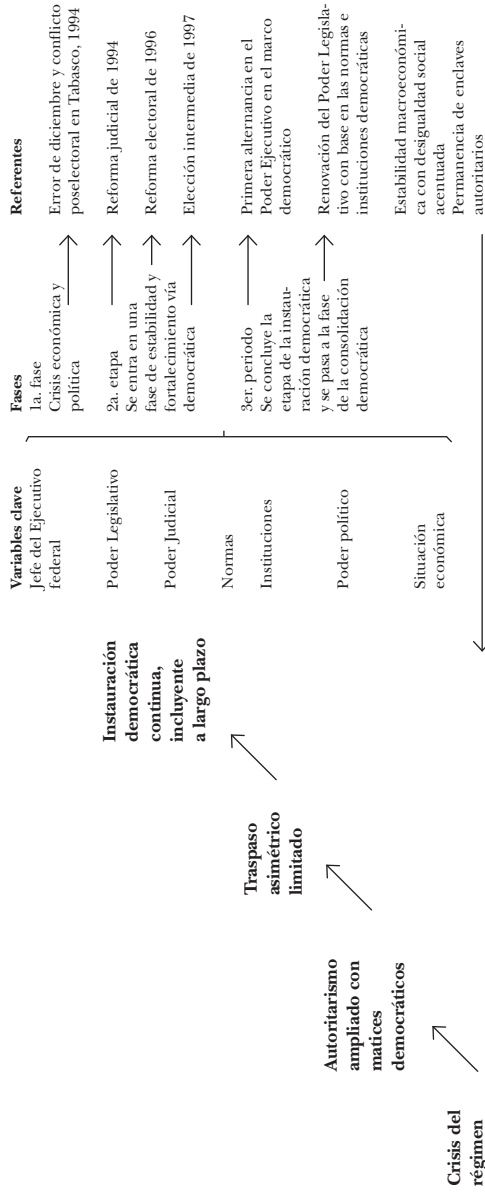 Crisis del
régimen
Autoritarismo
ampliado con
matices
democráticos
Traspaso
asimétrico
limitado
Instauración
democrática
continua,
incluyente
a largo plazo
Variables clave
Jefe del Ejecutivo
federal
Poder Legislativo
Poder Judicial
Normas
Instituciones
Poder político
Situación
económica
Fases
1a. fase
Crisis económica y
política
2a. etapa
Se entra en una
fase de estabilidad y
fortalecimiento vía
democrática
3er. periodo
Se concluye la
etapa de la instau-
ración democrática
y se pasa a la fase
de la consolidación
democrática
Referentes
Error de diciembre y conflicto
poselectoral en Tabasco, 1994
Reforma judicial de 1994
Reforma electoral de 1996
Elección intermedia de 1997
Primera alternancia en el
Poder Ejecutivo en el marco
democrático
Renovación del Poder Legisla-
tivo con base en las normas e
instituciones democráticas
Estabilidad macroeconómi-
ca con desigualdad social
acentuada
Permanencia de enclaves
autoritarios